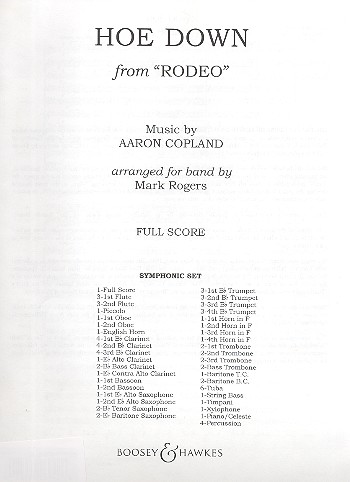 HOE DOWN
from "RODEO"
Music by
AARON COPLAND
arranged for band by
Mark Rogers
FULL SCORE
SYMPHONIC SET
1-Full Score
3-1st Flute
3-2nd Flute
1-Piccolo
1-1st Oboe
1-2nd Oboe
1-English Horn
4-1st B♭ Clarinet
4-2nd B♭ Clarinet
4-3rd B♭ Clarinet
1-E♭ Alto Clarinet
2-B♭ Bass Clarinet
1-E♭ Contra Alto Clarinet
1-1st Bassoon
1-2nd Bassoon
1-1st E♭ Alto Saxophone
1-2nd E♭ Alto Saxophone
2-B♭ Tenor Saxophone
2-E♭ Baritone Saxophone
3-1st B♭ Trumpet
3-2nd B♭ Trumpet
3-3rd B♭ Trumpet
3-4th B♭ Trumpet
1-1st Horn in F
1-2nd Horn in F
1-3rd Horn in F
1-4th Horn in F
2-1st Trombone
2-2nd Trombone
2-3rd Trombone
2-Bass Trombone
1-Baritone T.C.
2-Baritone B.C.
6-Tuba
1-String Bass
1-Timpani
1-Xylophone
1-Piano/Celeste
4-Percussion
BOOSEY & HAWKES